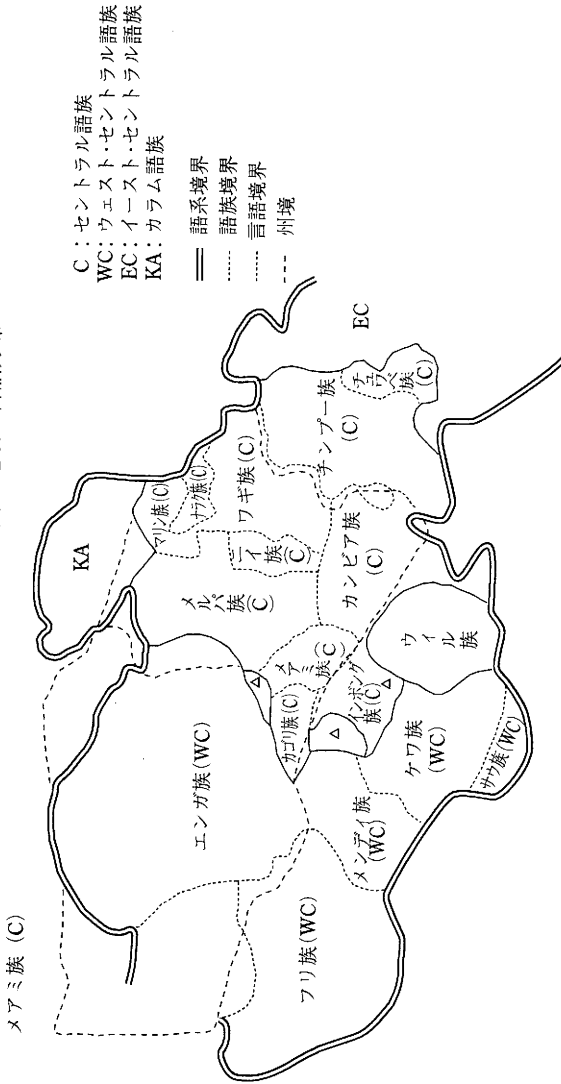 メアミ族 (C)
C：セントラル語族
WC：ウェスト・セントラル語族
EC：イースト・セントラル語族
KA：カラム語族
語系境界
語族境界
言語境界
州境
KA
EC
エンガ族(WC)
フリ族(WC)
メンディ族
(WC)
ケワ族
(WC)
サウ族(WC)
ウィル
族
インボング
族(C)
カゴリ族(C)
メアミ
族C
メルパ
族
(C)
マリン族(C)
ナラク族(C)
ワギ族(C)
ニイ
族
(C)
カンビア族
(C)
チンブー族
(C)
チュワベ
族
(C)